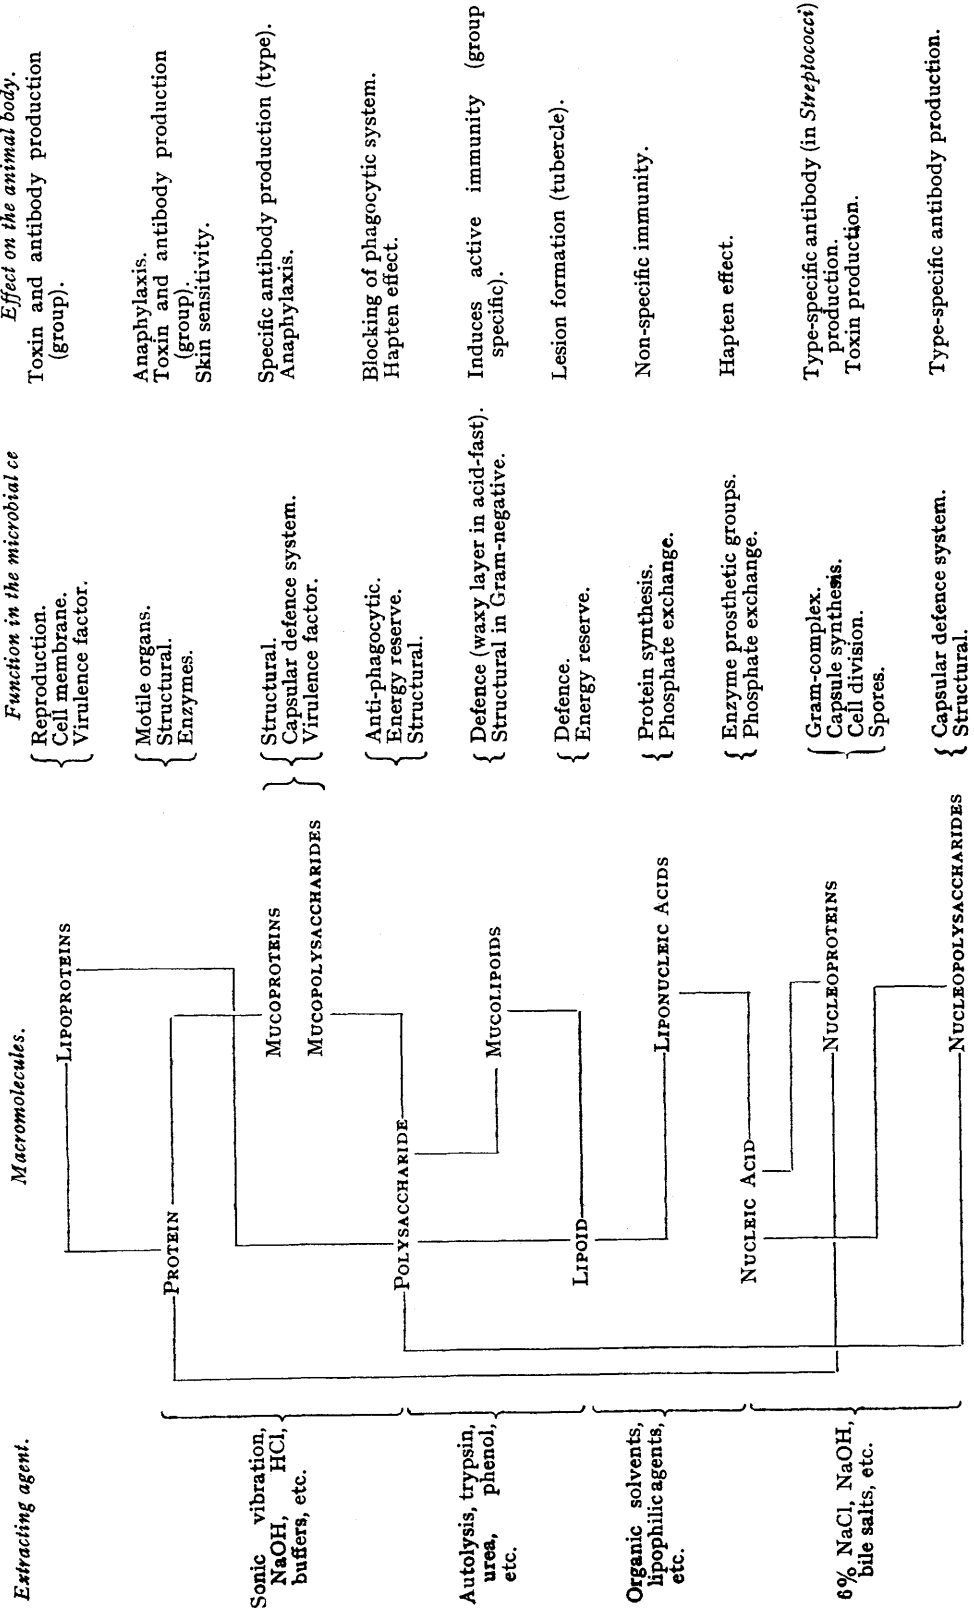 Extracting agent.
Macromolecules.
Function in the microbial ce
Effect on the animal body.
Sonic vibration,
NaOH, HCl,
buffers, etc.
Autolysis, trypsin,
urea, phenol,
etc.
Organic solvents,
lipophilic agents,
etc.
6% NaCl, NaOH,
bile salts, etc.
LIPOPROTEINS
Reproduction.
Cell membrane.
Virulence factor.
Toxin and antibody production
(group).
PROTEIN
Motile organs.
Structural.
Enzymes.
Anaphylaxis.
Toxin and antibody production
(group).
Skin sensitivity.
MUCOPROTEINS
MUCOPOLYSACCHARIDES
Structural.
Capsular defence system.
Virulence factor.
Specific antibody production (type).
Anaphylaxis.
POLYSACCHARIDE
Anti-phagocytic.
Energy reserve.
Structural.
Blocking of phagocytic system.
Hapten effect.
MUCOLIPOIDS
Defence (waxy layer in acid-fast).
Structural in Gram-negative.
Induces active immunity (group
specific).
LIPOID
Defence.
Energy reserve.
Lesion formation (tubercle).
LIPONUCLEIC ACIDS
Protein synthesis.
Phosphate exchange.
Non-specific immunity.
NUCLEIC ACID
Enzyme prosthetic groups.
Phosphate exchange.
Hapten effect.
NUCLEOPROTEINS
Gram-complex.
Capsule synthesis.
Cell division.
Spores.
Type-specific antibody (in Streptococci)
production.
Toxin production.
NUCLEOPOLYSACCHARIDES
Capsular defence system.
Structural.
Type-specific antibody production.